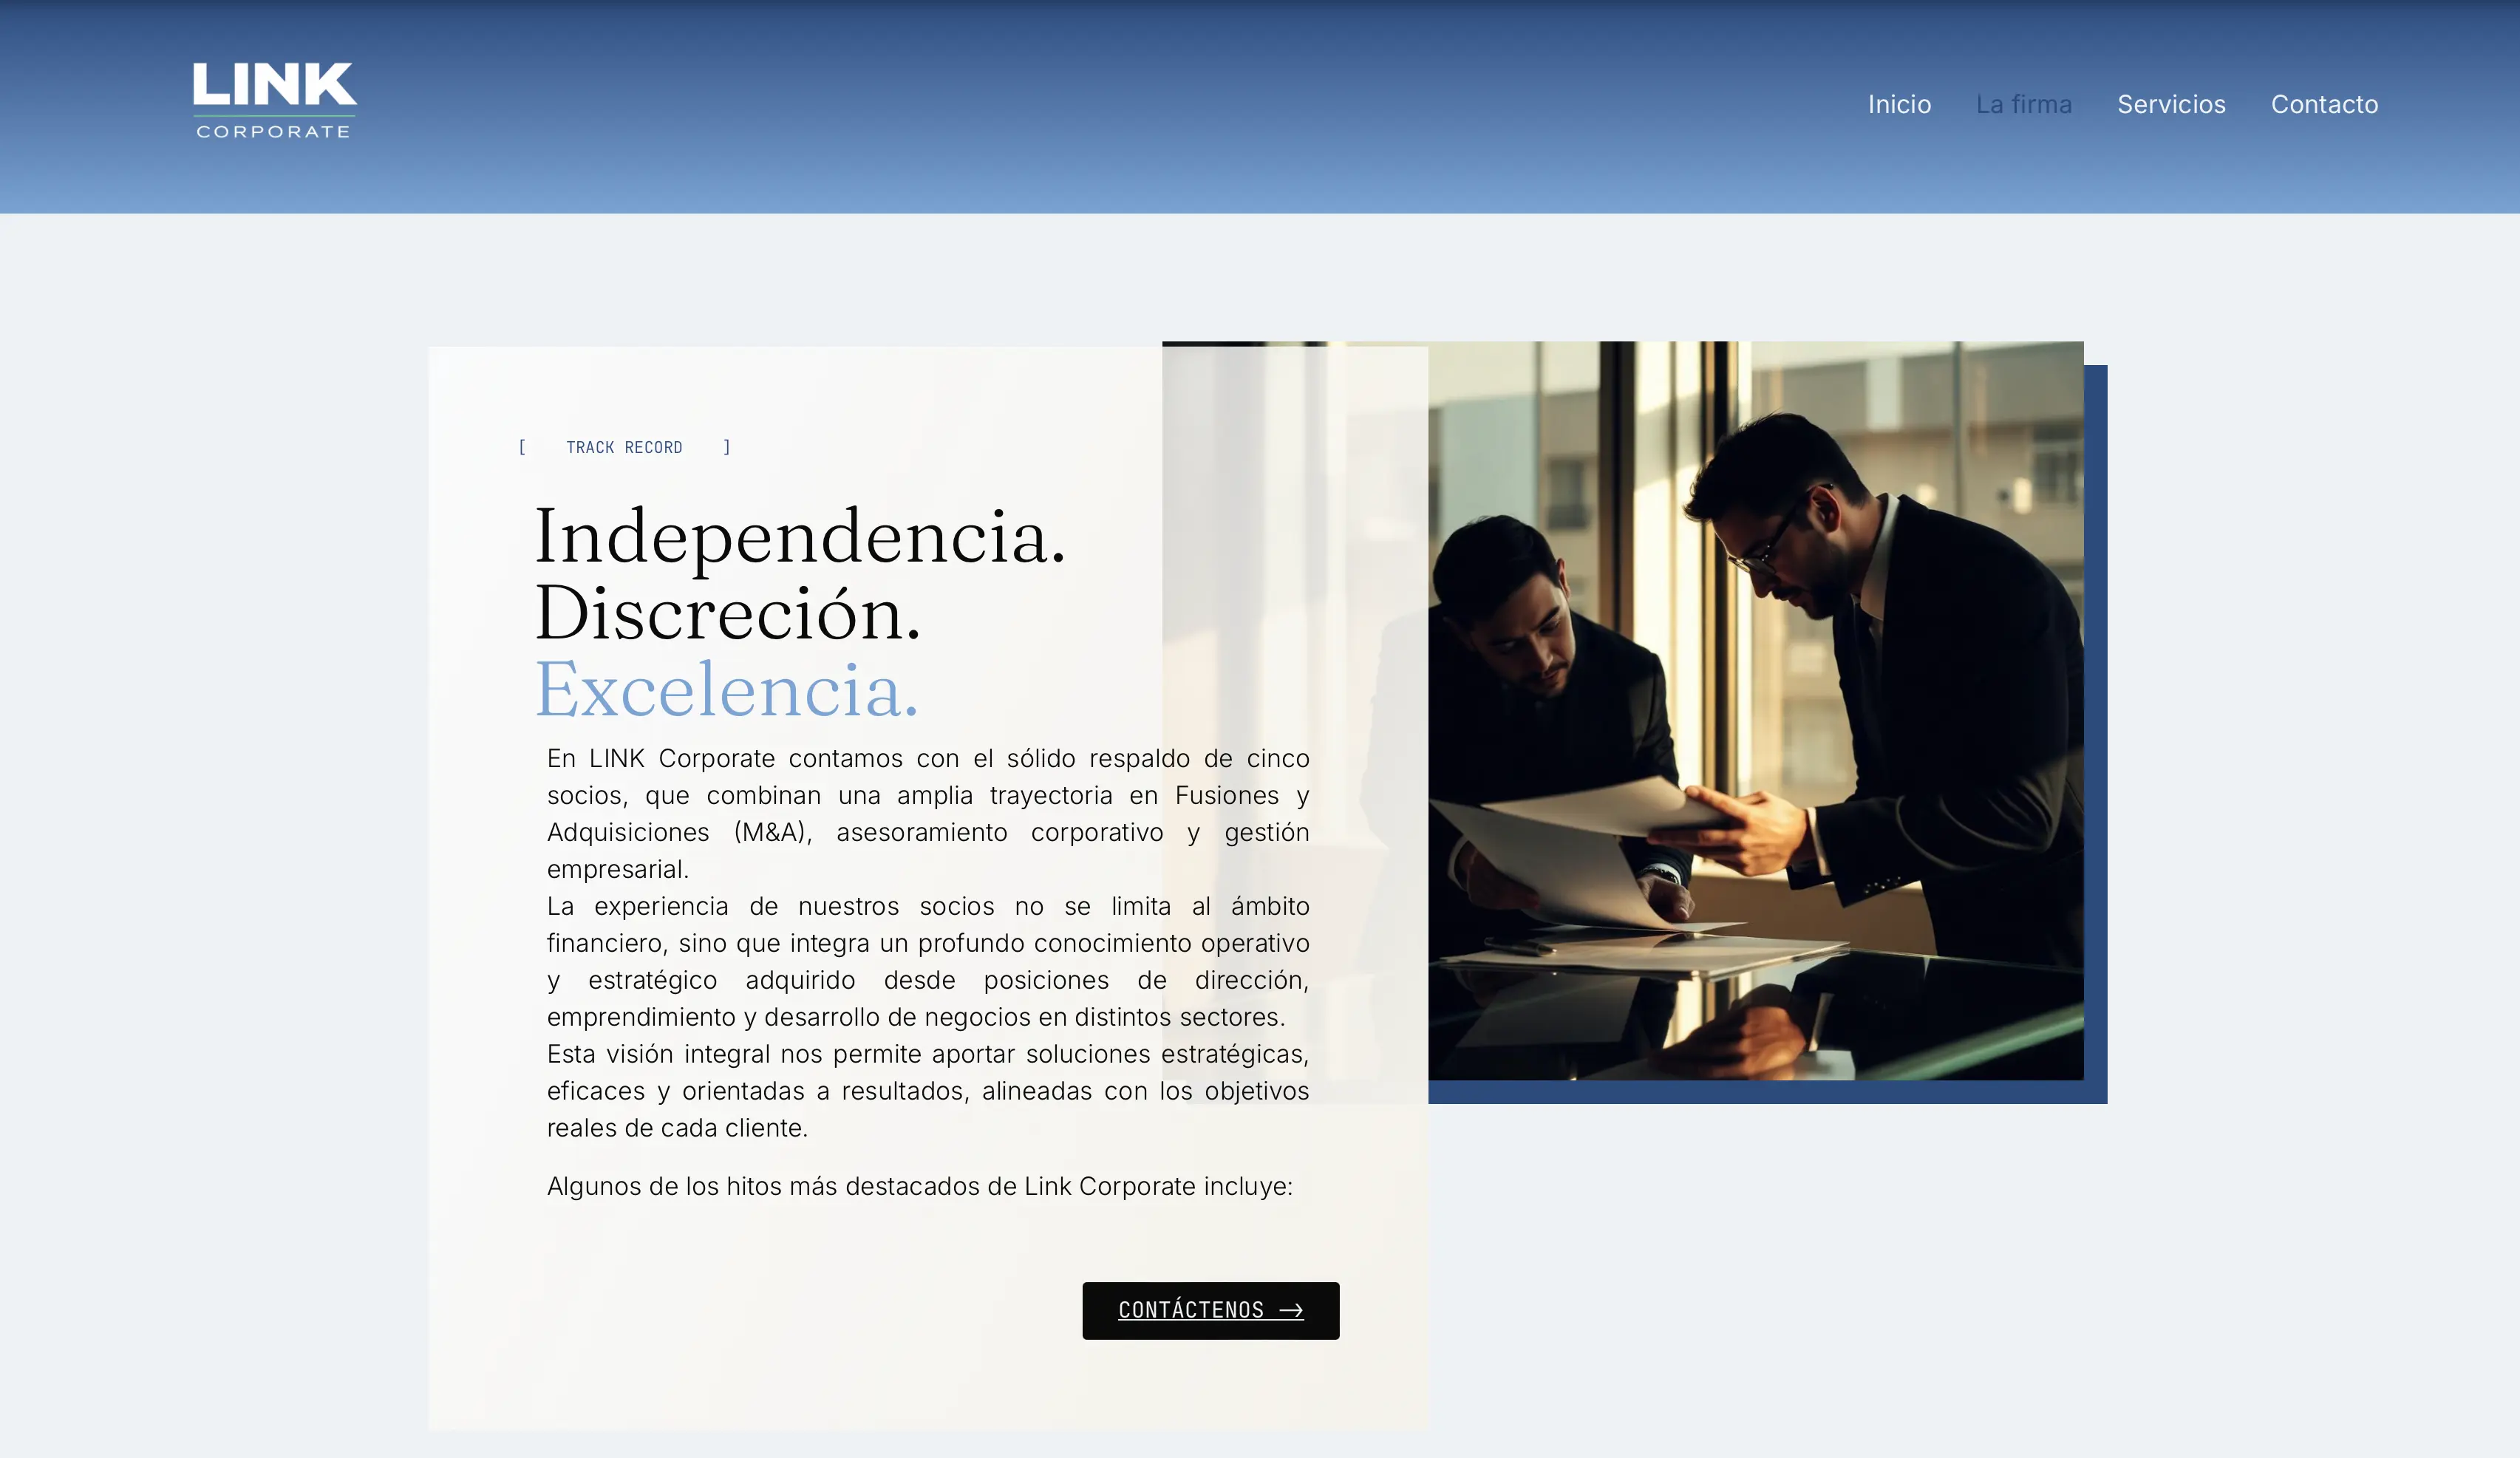 LINK
CORPORATE
Inicio
La firma
Servicios
Contacto
[ TRACK RECORD ]
Independencia.
Discreción.
Excelencia.
En LINK Corporate contamos con el sólido respaldo de cinco
socios, que combinan una amplia trayectoria en Fusiones y
Adquisiciones (M&A), asesoramiento corporativo y gestión
empresarial.
La experiencia de nuestros socios no se limita al ámbito
financiero, sino que integra un profundo conocimiento operativo
y estratégico adquirido desde posiciones de dirección,
emprendimiento y desarrollo de negocios en distintos sectores.
Esta visión integral nos permite aportar soluciones estratégicas,
eficaces y orientadas a resultados, alineadas con los objetivos
reales de cada cliente.
Algunos de los hitos más destacados de Link Corporate incluye:
CONTÁCTENOS →